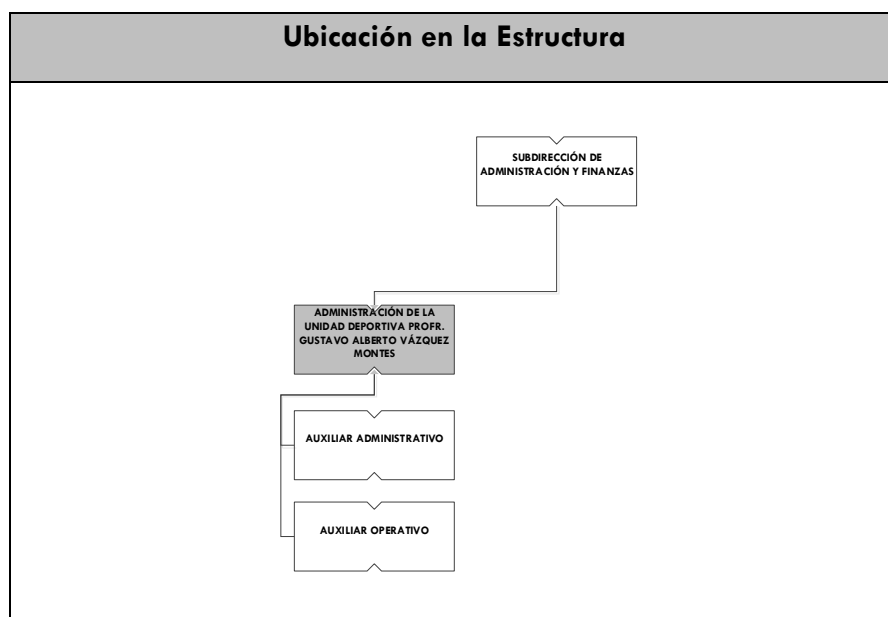 Ubicación en la Estructura
SUBDIRECCIÓN DE
ADMINISTRACIÓN Y FINANZAS
ADMINISTRACIÓN DE LA
UNIDAD DEPORTIVA PROFR.
GUSTAVO ALBERTO VÁZQUEZ
MONTES
AUXILIAR ADMINISTRATIVO
AUXILIAR OPERATIVO